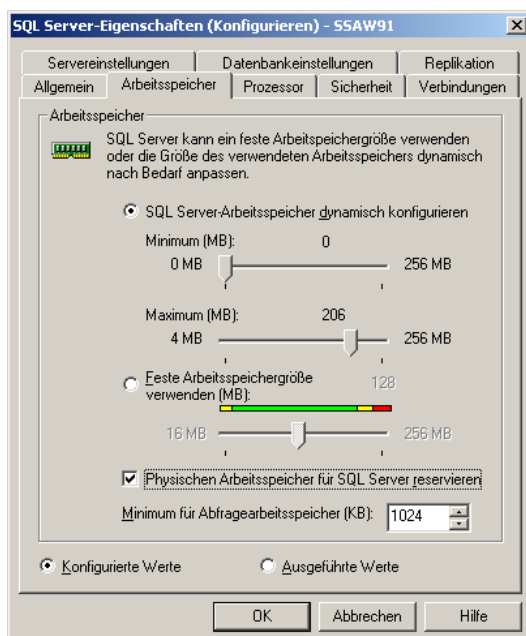 SQL Server-Eigenschaften (Konfigurieren) - SSAW91
Servereinstellungen Datenbankeinstellungen Replikation
Allgemein Arbeitsspeicher Prozessor Sicherheit Verbindungen
Arbeitsspeicher
SQL Server kann ein feste Arbeitspeichergröße verwenden
oder die Größe des verwendeten Arbeitsspeichers dynamisch
nach Bedarf anpassen.
SQL Server-Arbeitsspeicher dynamisch konfigurieren
Minimum (MB): 0
0 MB 256 MB
Maximum (MB): 206
4 MB 256 MB
Feste Arbeitsspeichergröße 128
verwenden (MB):
16 MB 256 MB
Physischen Arbeitsspeicher für SQL Server reservieren
Minimum für Abfragearbeitsspeicher (KB): 1024
Konfigurierte Werte Ausgeführte Werte
OK Abbrechen Hilfe